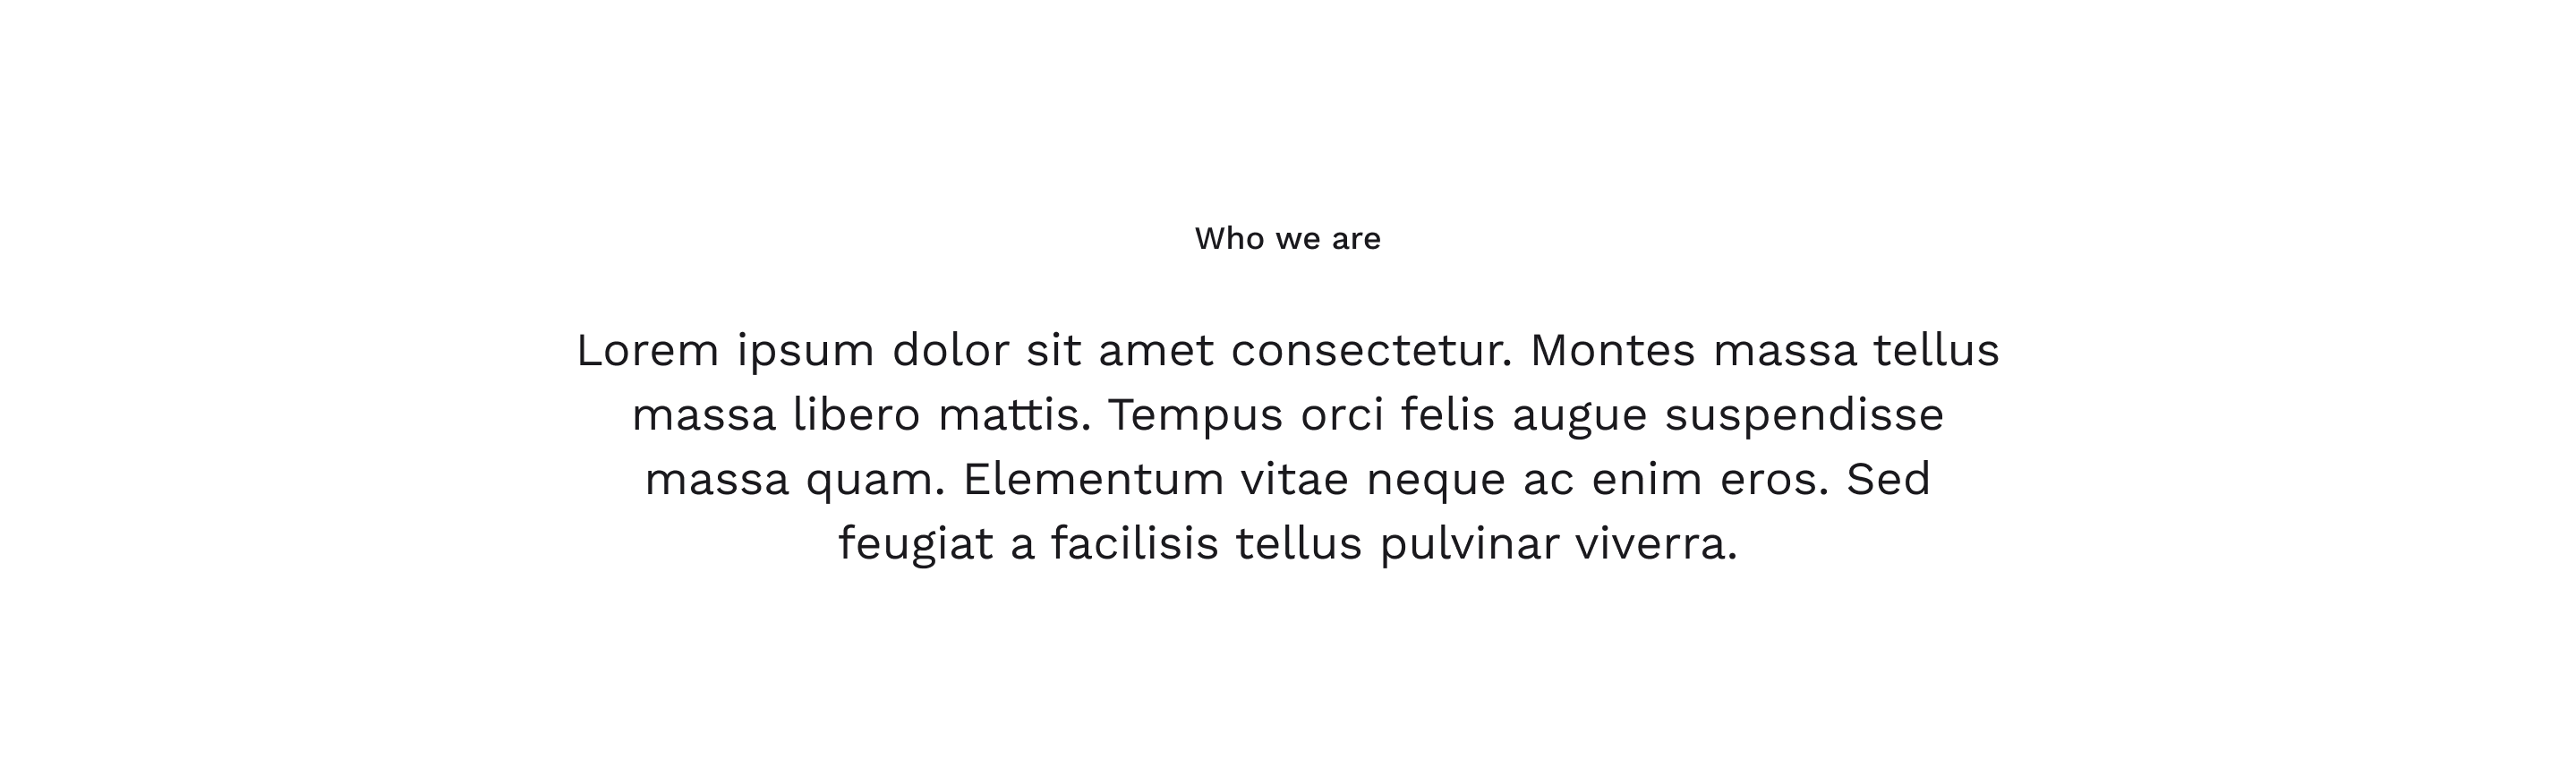 Who we are
Lorem ipsum dolor sit amet consectetur. Montes massa tellus
massa libero mattis. Tempus orci felis augue suspendisse
massa quam. Elementum vitae neque ac enim eros. Sed
feugiat a facilisis tellus pulvinar viverra.